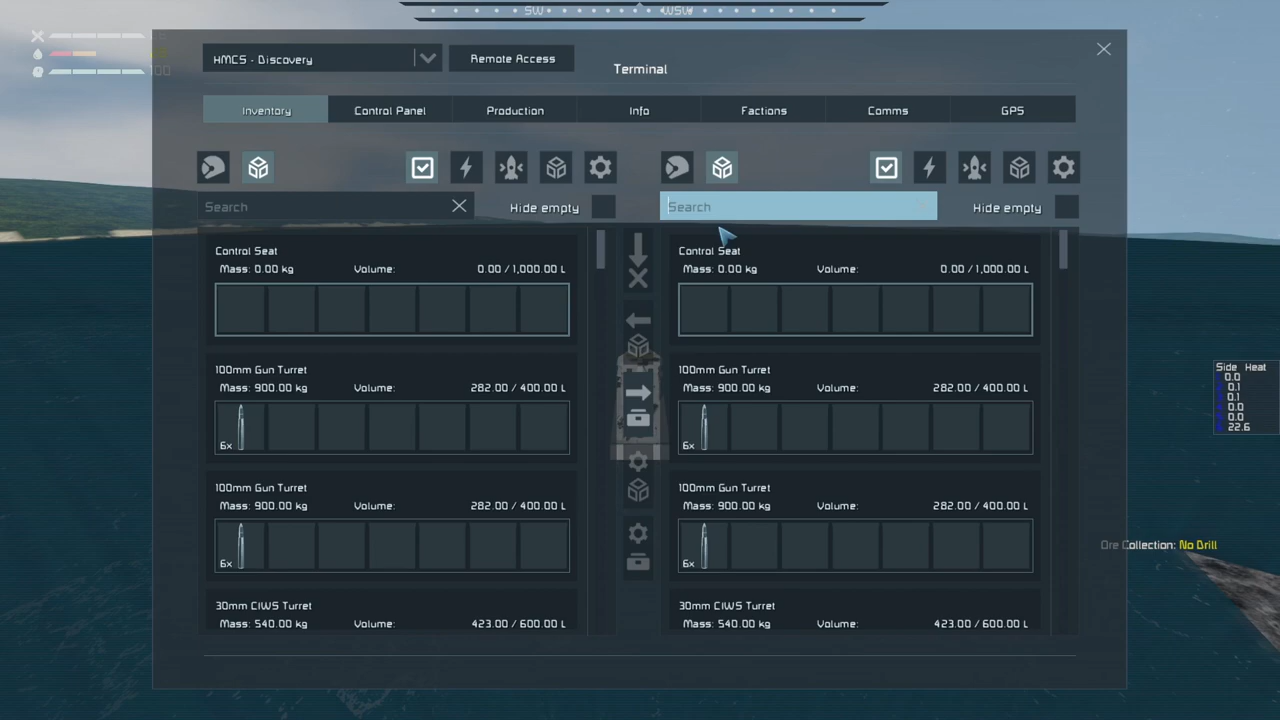 SW WSW
100
HMCS - Discovery
Remote Access
Terminal
Inventory Control Panel Production Info Factions Comms GPS
Search Hide empty
Search Hide empty
Control Seat
Mass: 0.00 kg Volume: 0.00 / 1,000.00 L
100mm Gun Turret
Mass: 900.00 kg Volume: 282.00 / 400.00 L
6x
100mm Gun Turret
Mass: 900.00 kg Volume: 282.00 / 400.00 L
6x
30mm CIWS Turret
Mass: 540.00 kg Volume: 423.00 / 600.00 L
Control Seat
Mass: 0.00 kg Volume: 0.00 / 1,000.00 L
100mm Gun Turret
Mass: 900.00 kg Volume: 282.00 / 400.00 L
6x
100mm Gun Turret
Mass: 900.00 kg Volume: 282.00 / 400.00 L
6x
30mm CIWS Turret
Mass: 540.00 kg Volume: 423.00 / 600.00 L
Side Heat
0.0
0.1
0.1
0.0
0.0
22.6
Ore Collection: No Drill